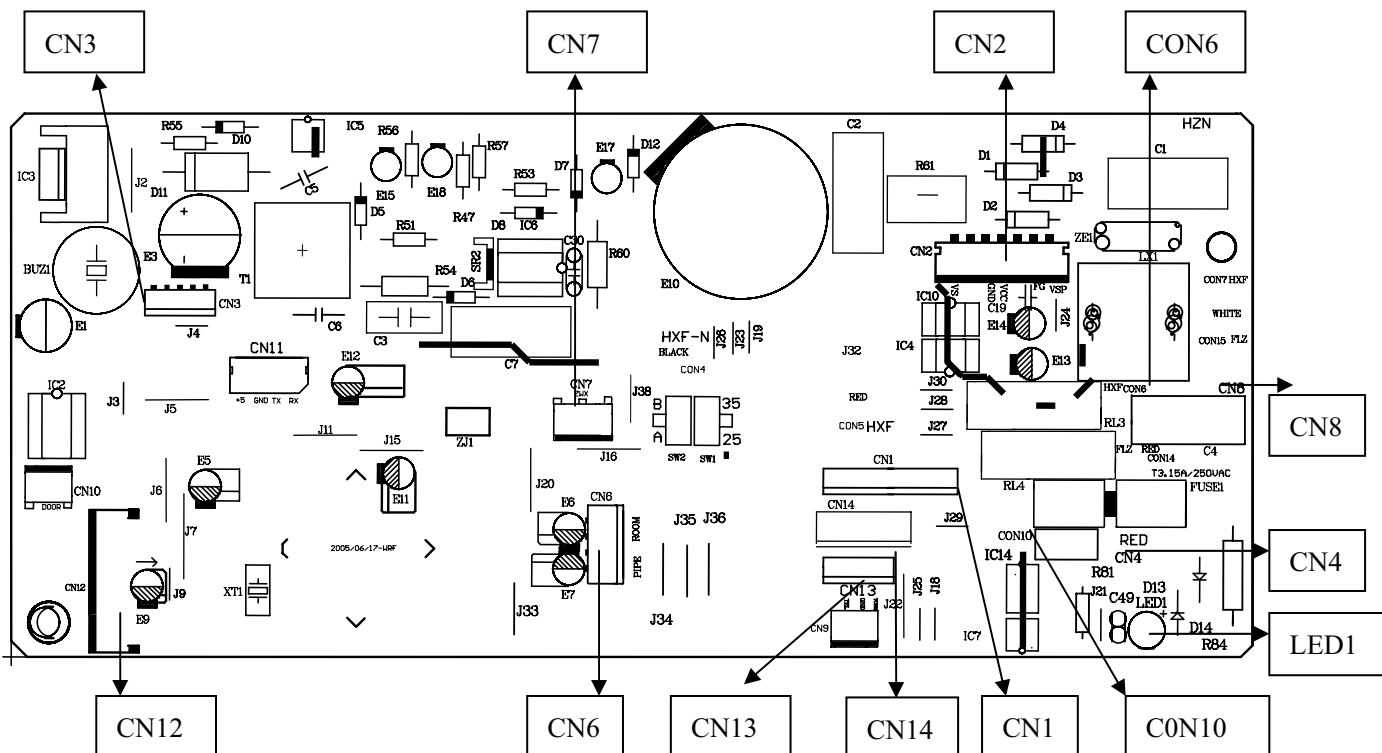 CN3
CN7
CN2
CON6
HZN
R55
D10
IC5
R56
R57
E17
D12
C2
D4
C1
IC3
J2
D11
C5
E15
E18
D7
R53
R61
D1
D3
D5
R47
D8
IC6
D2
R51
C30
R60
CN2
ZE1
LX1
BUZ1
E3
T1
SR2
R54
D6
E10
CON7 HXF
CN3
VS
GND
VCC
C19
FG
VSP
E1
J4
C6
C3
IC10
E14
J24
WHITE
C7
HXF-N
BLACK
J26
J23
J19
CON15
FLZ
CN11
E12
CON4
J32
IC4
E13
IC2
+5 GND TX RX
CN7
J38
J30
HXF
CON6
CN8
CN8
J3
J5
ZJ1
B
A
35
25
RED
J28
J11
CON5
HXF
J27
RL3
J15
J16
SW2
SW1
FLZ
RED
C4
CON14
CN1
T3.15A/250VAC
CN10
DOOR
J6
E5
E11
J20
E6
CN6
RL4
FUSE1
J7
J35
J36
CN14
J29
2005/06/17-WRF
ROOM
CON10
RED
CN4
CN4
PIPE
IC14
CN12
J9
E9
XT1
E7
J33
J34
CN13
J22
J25
J18
R81
J21
C49
D13
LED1
+
CN9
IC7
D14
R84
LED1
CN12
CN6
CN13
CN14
CN1
C0N10